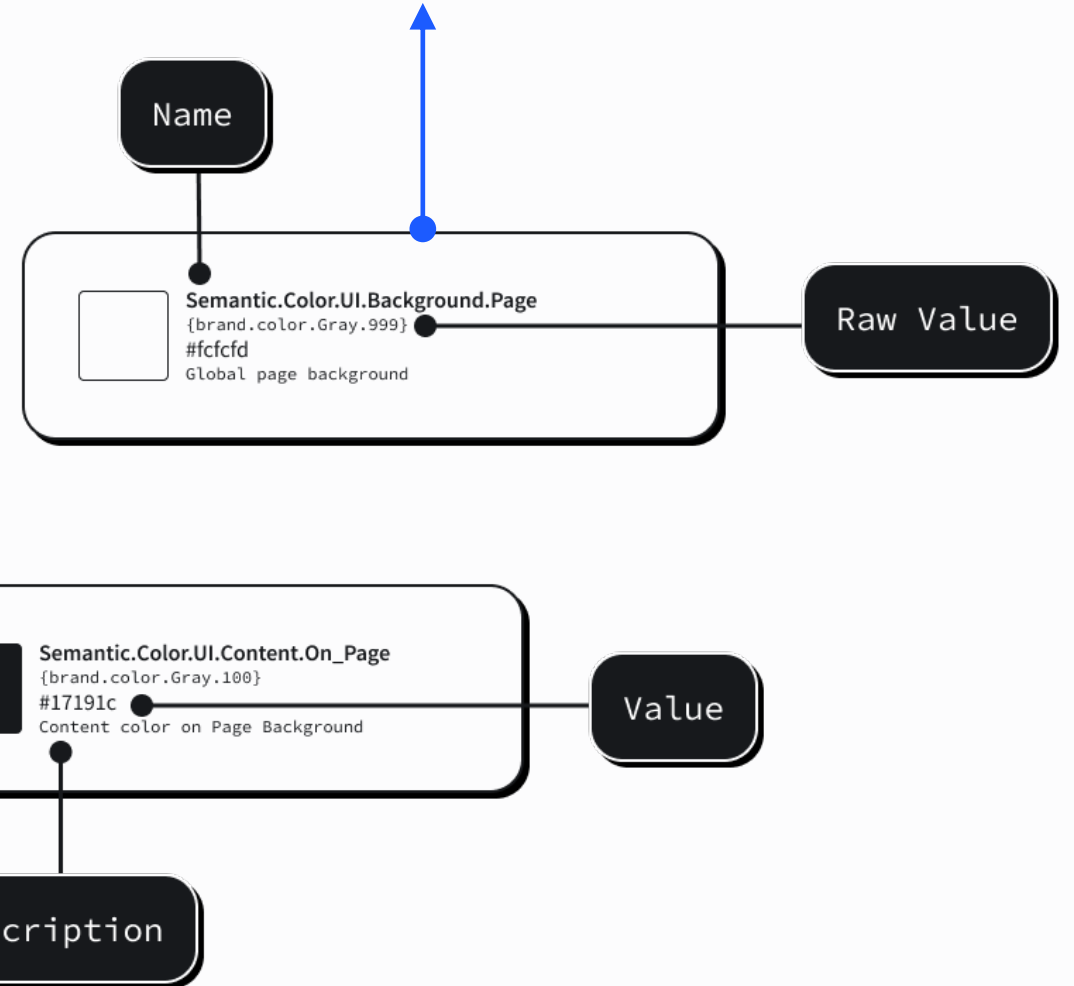 Name
Semantic.Color.UI.Background.Page
{brand.color.Gray.999}
#fcfcfd
Global page background
Raw Value
Semantic.Color.UI.Content.On_Page
{brand.color.Gray.100}
#17191c
Content color on Page Background
Value
cription